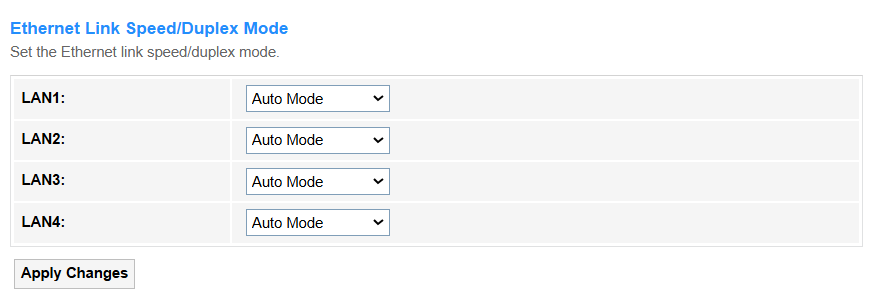 Ethernet Link Speed/Duplex Mode
Set the Ethernet link speed/duplex mode.
LAN1: Auto Mode
LAN2: Auto Mode
LAN3: Auto Mode
LAN4: Auto Mode
Apply Changes